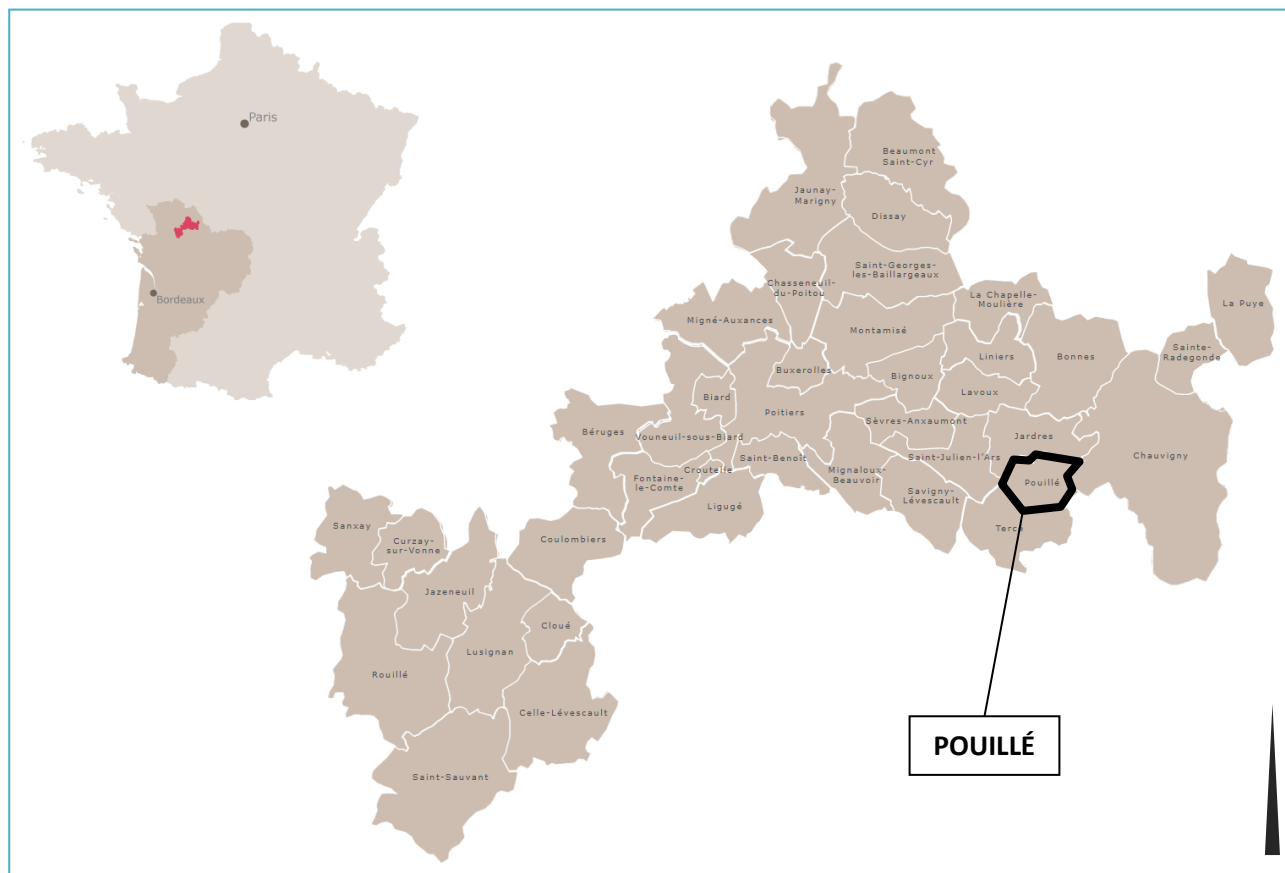 Paris
Bordeaux
Beaumont
Saint-Cyr
Jaunay-
Marigny
Dissay
Saint-Georges-
les-Baillargeaux
Chasseneuil-
du-Poitou
La Chapelle-
Moulière
La Puye
Migné-Auxances
Montamisé
Sainte-
Radegonde
Liniers
Bonnes
Buxerolles
Bignoux
Biard
Lavoux
Poitiers
Sèvres-Anxaumont
Béruges
Vouneuil-sous-Biard
Jardres
Saint-Benoît
Saint-Julien-l'Ars
Chauvigny
Croutelle
Mignaloux-
Beauvoir
Fontaine-
le-Comte
Pouillé
Savigny-
Lévescault
Ligugé
Sanxay
Tercé
Curzay-
sur-Vonne
Coulombiers
Jazeneuil
Cloué
Lusignan
Rouillé
Celle-Lévescault
POUILLÉ
Saint-Sauvant